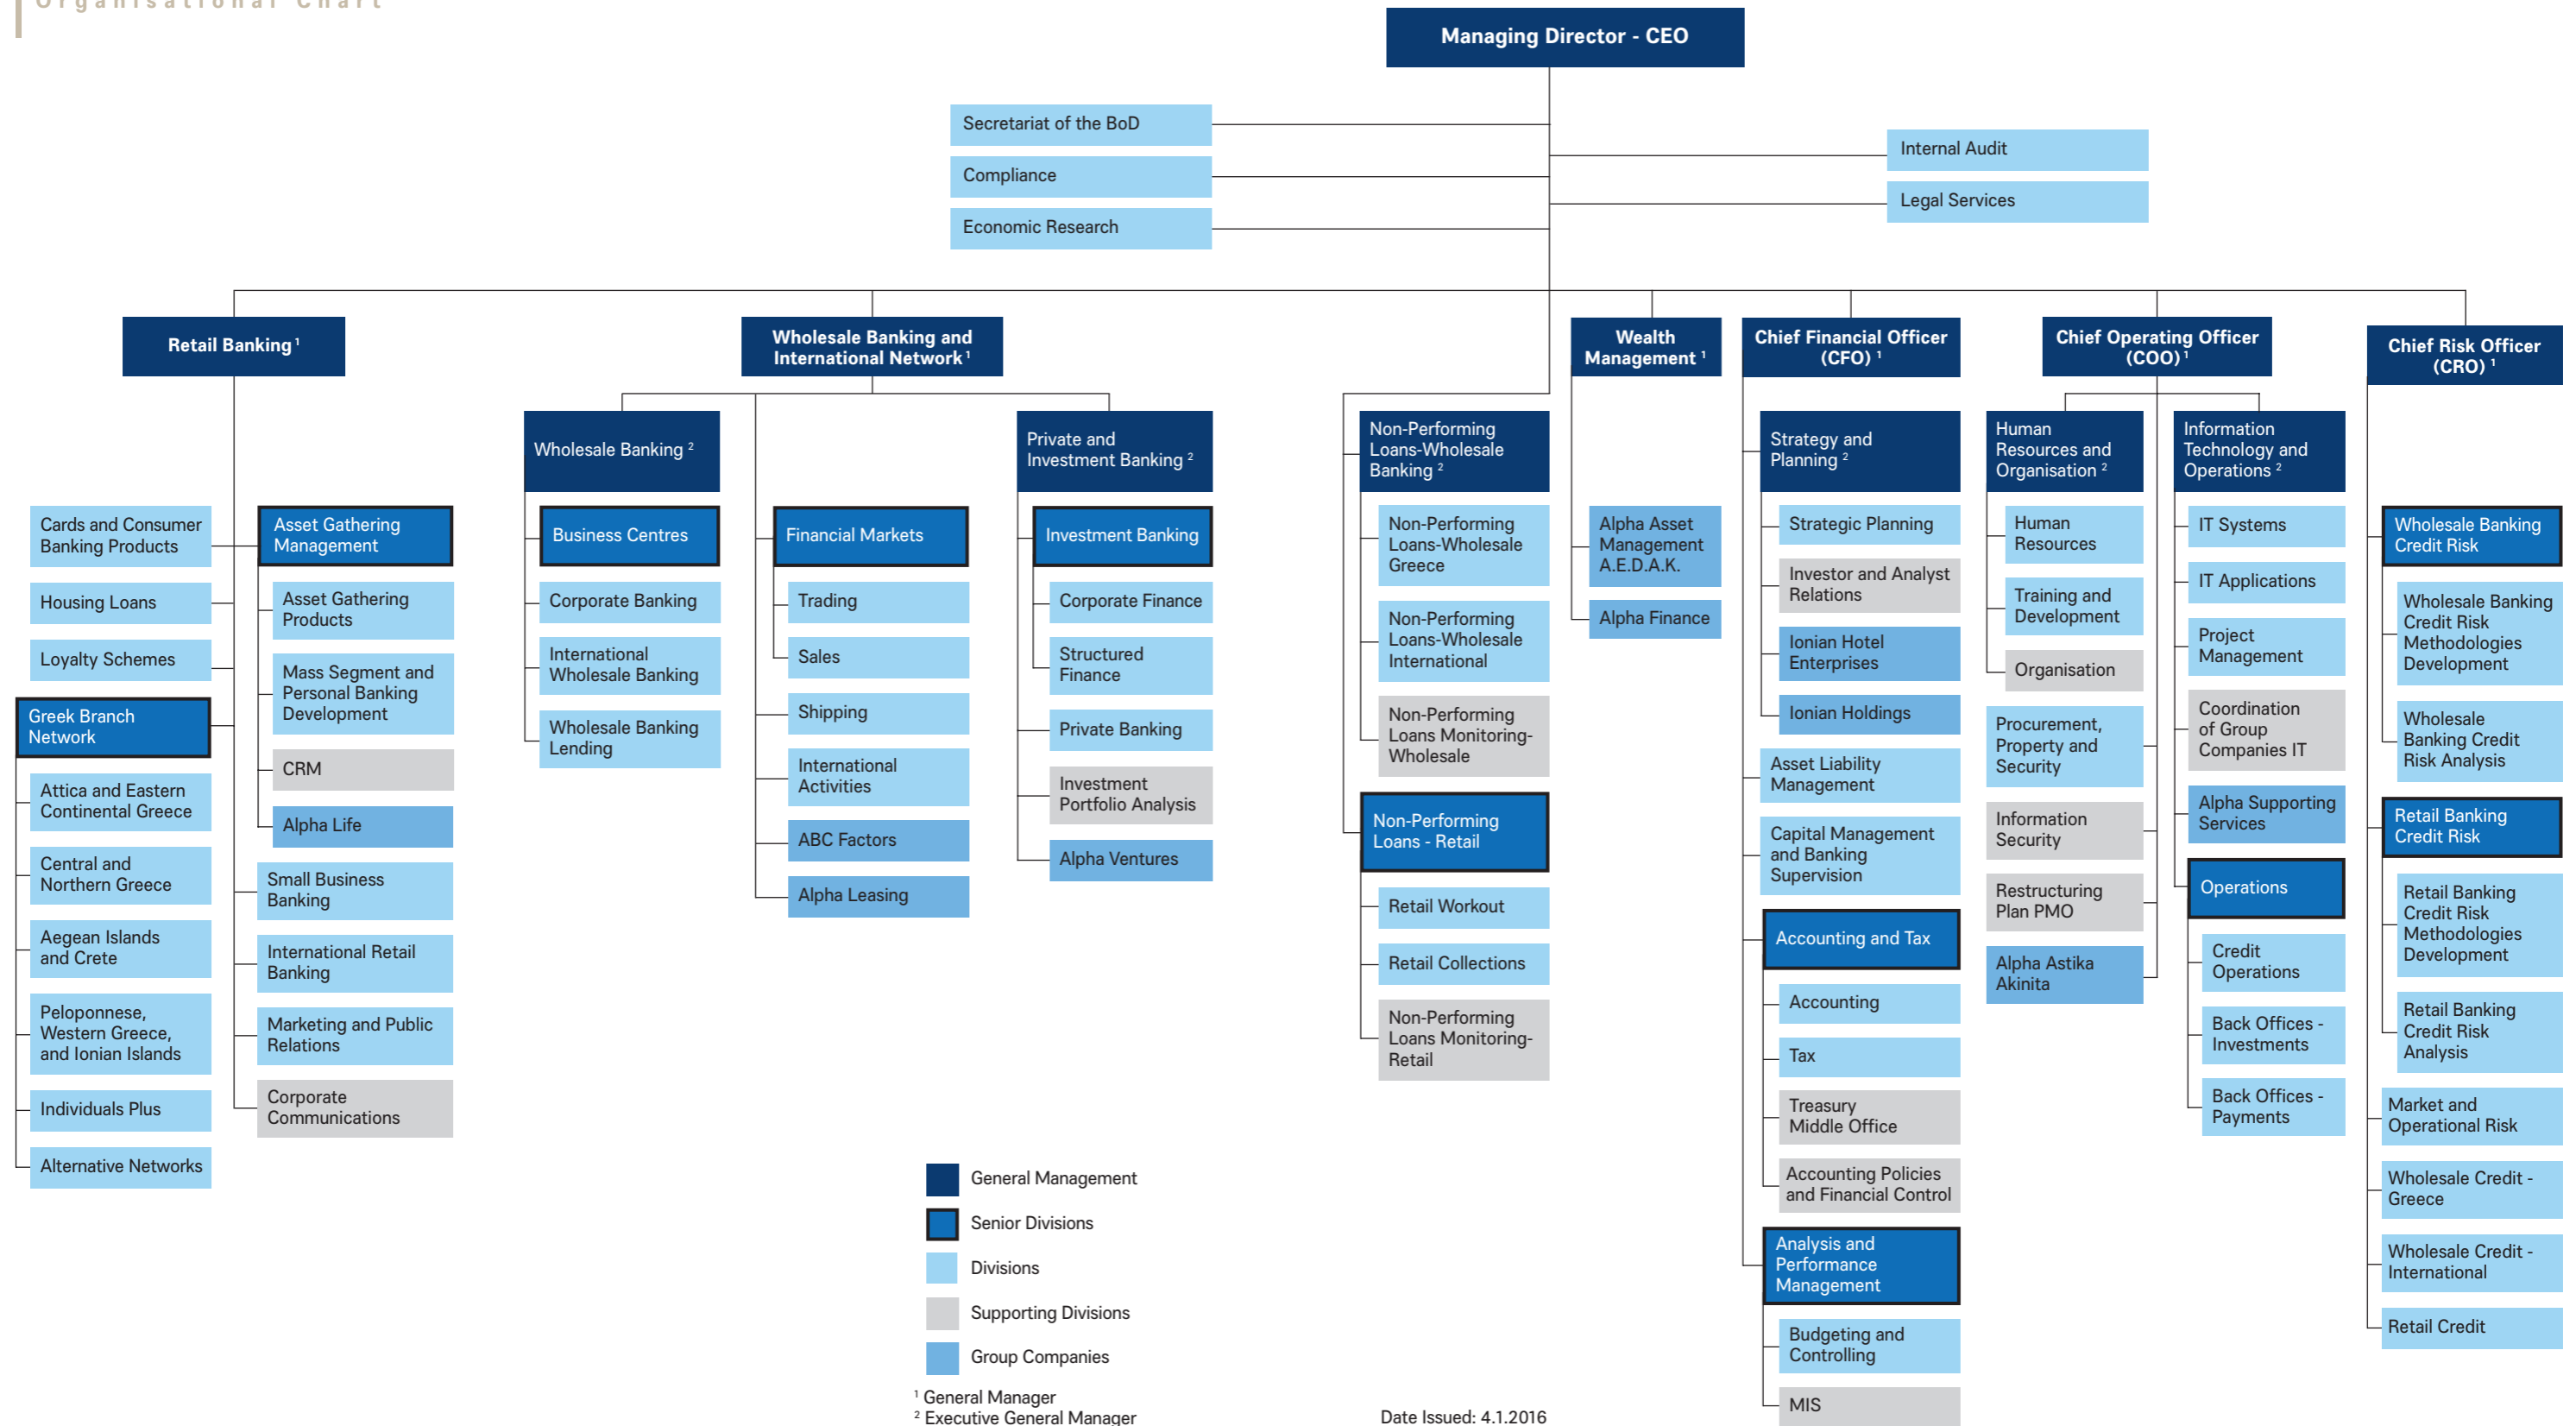 Organisational Chart
Managing Director - CEO
Secretariat of the BoD
Compliance
Economic Research
Internal Audit
Legal Services
Retail Banking ¹
Cards and Consumer
Banking Products
Housing Loans
Loyalty Schemes
Greek Branch
Network
Attica and Eastern
Continental Greece
Central and
Northern Greece
Aegean Islands
and Crete
Peloponnese,
Western Greece,
and Ionian Islands
Individuals Plus
Alternative Networks
Asset Gathering
Management
Asset Gathering
Products
Mass Segment and
Personal Banking
Development
CRM
Alpha Life
Small Business
Banking
International Retail
Banking
Marketing and Public
Relations
Corporate
Communications
Wholesale Banking and
International Network ¹
Wholesale Banking ²
Business Centres
Corporate Banking
International
Wholesale Banking
Wholesale Banking
Lending
Financial Markets
Trading
Sales
Shipping
International
Activities
ABC Factors
Alpha Leasing
Private and
Investment Banking ²
Investment Banking
Corporate Finance
Structured
Finance
Private Banking
Investment
Portfolio Analysis
Alpha Ventures
Non-Performing
Loans-Wholesale
Banking ²
Non-Performing
Loans-Wholesale
Greece
Non-Performing
Loans-Wholesale
International
Non-Performing
Loans Monitoring-
Wholesale
Non-Performing
Loans - Retail
Retail Workout
Retail Collections
Non-Performing
Loans Monitoring-
Retail
Wealth
Management ¹
Alpha Asset
Management
A.E.D.A.K.
Alpha Finance
Chief Financial Officer
(CFO) ¹
Strategy and
Planning ²
Strategic Planning
Investor and Analyst
Relations
Ionian Hotel
Enterprises
Ionian Holdings
Asset Liability
Management
Capital Management
and Banking
Supervision
Accounting and Tax
Accounting
Tax
Treasury
Middle Office
Accounting Policies
and Financial Control
Analysis and
Performance
Management
Budgeting and
Controlling
MIS
Chief Operating Officer
(COO) ¹
Human
Resources and
Organisation ²
Human
Resources
Training and
Development
Organisation
Procurement,
Property and
Security
Information
Security
Restructuring
Plan PMO
Alpha Astika
Akinita
Information
Technology and
Operations ²
IT Systems
IT Applications
Project
Management
Coordination
of Group
Companies IT
Alpha Supporting
Services
Operations
Credit
Operations
Back Offices -
Investments
Back Offices -
Payments
Chief Risk Officer
(CRO) ¹
Wholesale Banking
Credit Risk
Wholesale Banking
Credit Risk
Methodologies
Development
Wholesale
Banking Credit
Risk Analysis
Retail Banking
Credit Risk
Retail Banking
Credit Risk
Methodologies
Development
Retail Banking
Credit Risk
Analysis
Market and
Operational Risk
Wholesale Credit -
Greece
Wholesale Credit -
International
Retail Credit
General Management
Senior Divisions
Divisions
Supporting Divisions
Group Companies
¹ General Manager
² Executive General Manager
Date Issued: 4.1.2016